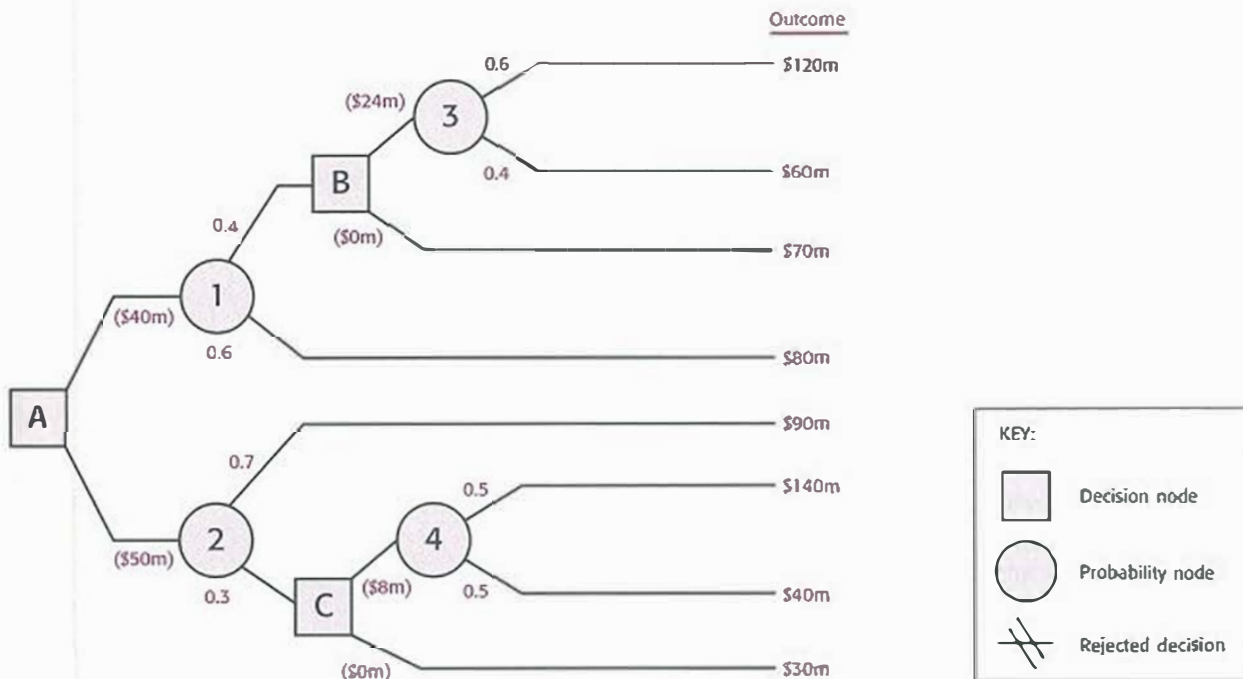 Outcome
0.6
$120m
($24m)
3
0.4
$60m
B
0.4
($0m)
$70m
1
($40m)
0.6
$80m
A
$90m
0.7
0.5
$140m
2
4
($50m)
0.3
C
($8m)
0.5
$40m
($0m)
$30m
KEY:
Decision node
Probability node
Rejected decision